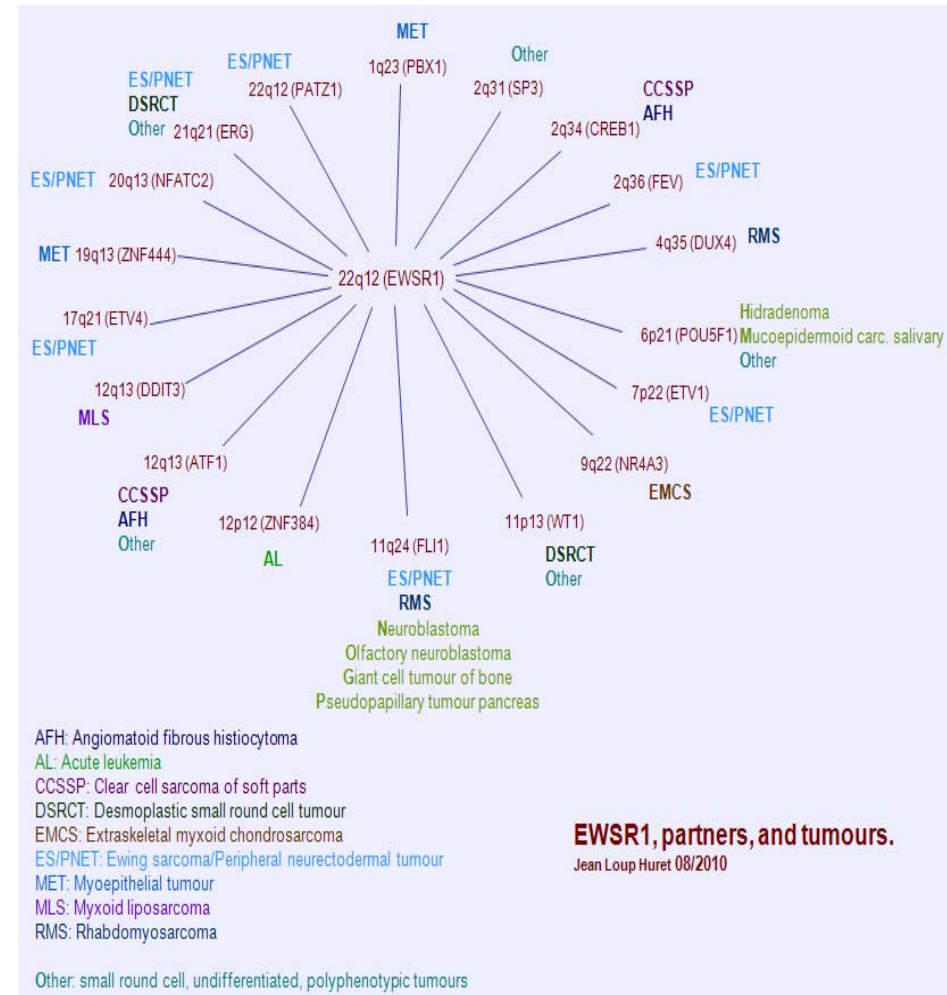 MET
1q23 (PBX1)
Other
2q31 (SP3)
CCSSP
AFH
2q34 (CREB1)
ES/PNET
2q36 (FEV)
RMS
4q35 (DUX4)
Hidradenoma
6p21 (POU5F1) Mucoepidermoid carc. salivary
Other
7p22 (ETV1)
ES/PNET
9q22 (NR4A3)
EMCS
11p13 (WT1)
DSRCT
Other
11q24 (FLI1)
ES/PNET
RMS
Neuroblastoma
Olfactory neuroblastoma
Giant cell tumour of bone
Pseudopapillary tumour pancreas
12p12 (ZNF384)
AL
12q13 (ATF1)
CCSSP
AFH
Other
12q13 (DDIT3)
MLS
17q21 (ETV4)
ES/PNET
MET 19q13 (ZNF444)
ES/PNET 20q13 (NFATC2)
ES/PNET
DSRCT
Other 21q21 (ERG)
ES/PNET
22q12 (PATZ1)
22q12 (EWSR1)
AFH: Angiomatoid fibrous histiocytoma
AL: Acute leukemia
CCSSP: Clear cell sarcoma of soft parts
DSRCT: Desmoplastic small round cell tumour
EMCS: Extraskeletal myxoid chondrosarcoma
ES/PNET: Ewing sarcoma/Peripheral neurectodermal tumour
MET: Myoepithelial tumour
MLS: Myxoid liposarcoma
RMS: Rhabdomyosarcoma
Other: small round cell, undifferentiated, polyphenotypic tumours
EWSR1, partners, and tumours.
Jean Loup Huret 08/2010